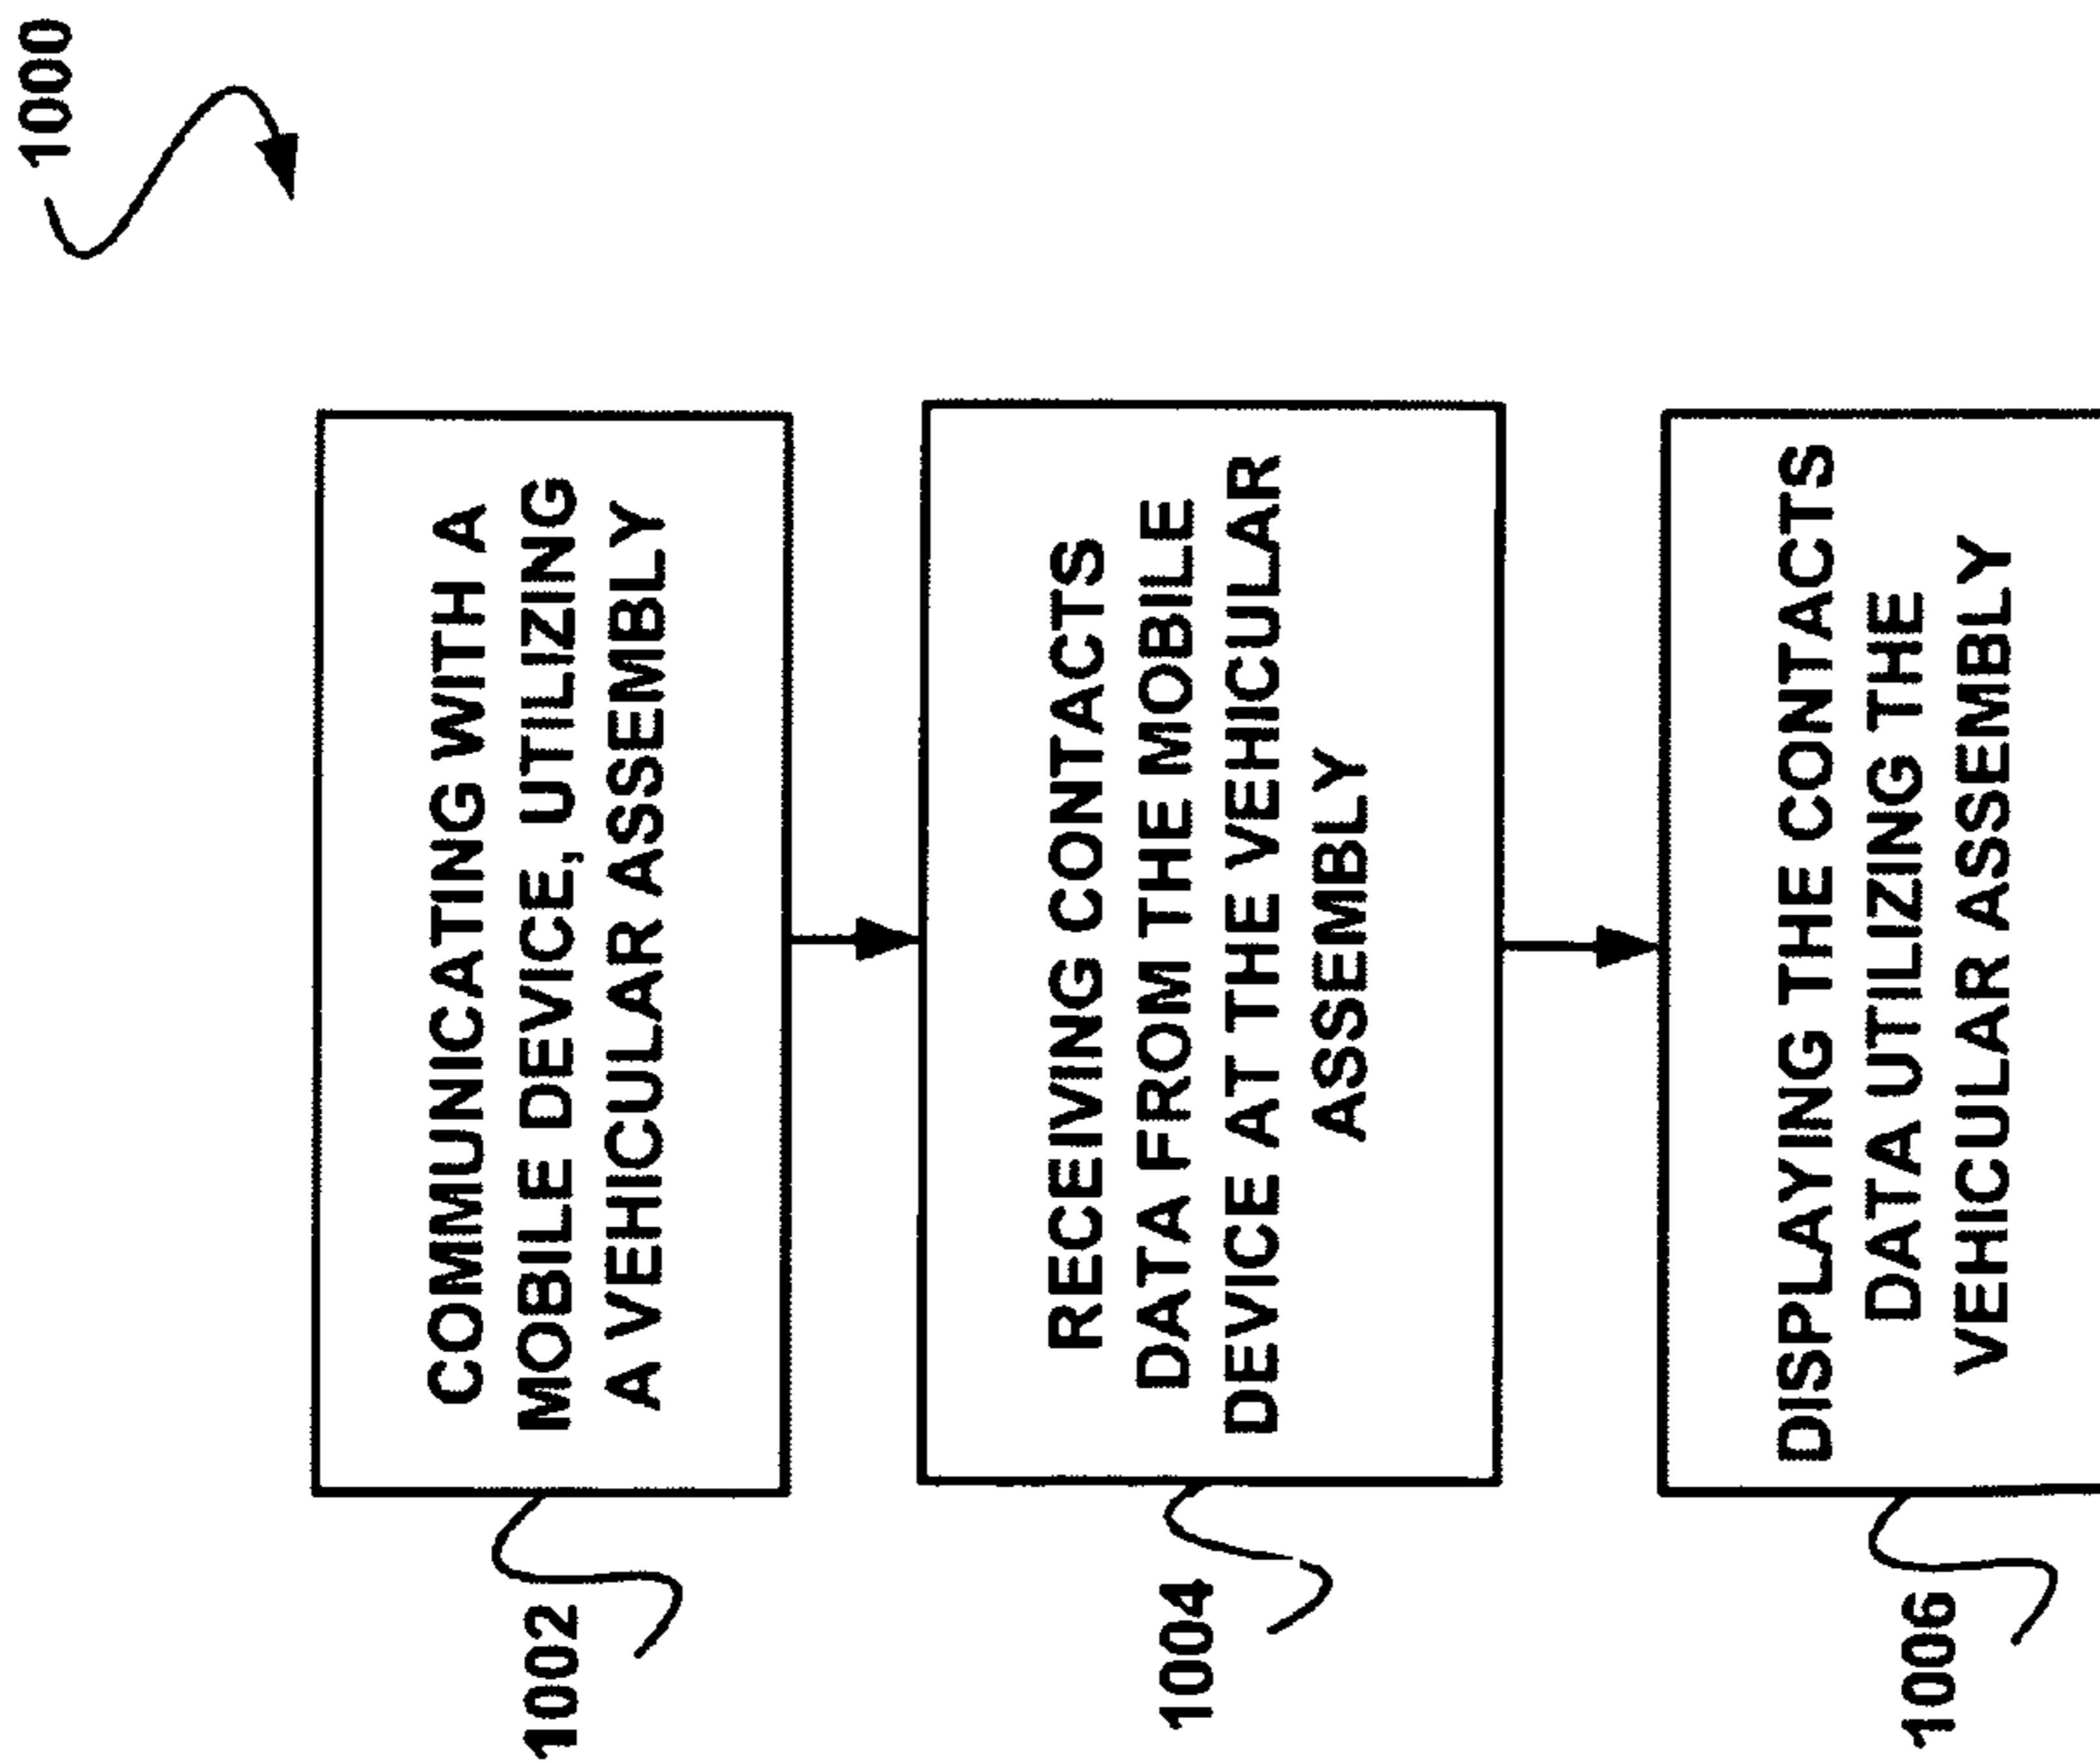 1000
COMMUNICATING WITH A
MOBILE DEVICE, UTILIZING
A VEHICULAR ASSEMBLY
1002
RECEIVING CONTACTS
DATA FROM THE MOBILE
DEVICE AT THE VEHICULAR
ASSEMBLY
1004
DISPLAYING THE CONTACTS
DATA UTILIZING THE
VEHICULAR ASSEMBLY
1006